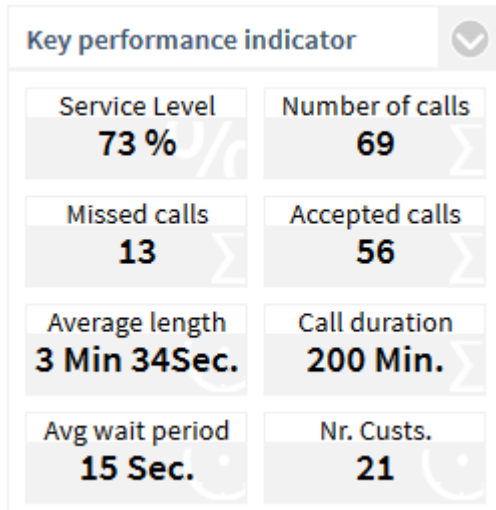 Key performance indicator
Service Level
73 %
Number of calls
69
Missed calls
13
Accepted calls
56
Average length
3 Min 34Sec.
Call duration
200 Min.
Avg wait period
15 Sec.
Nr. Custs.
21